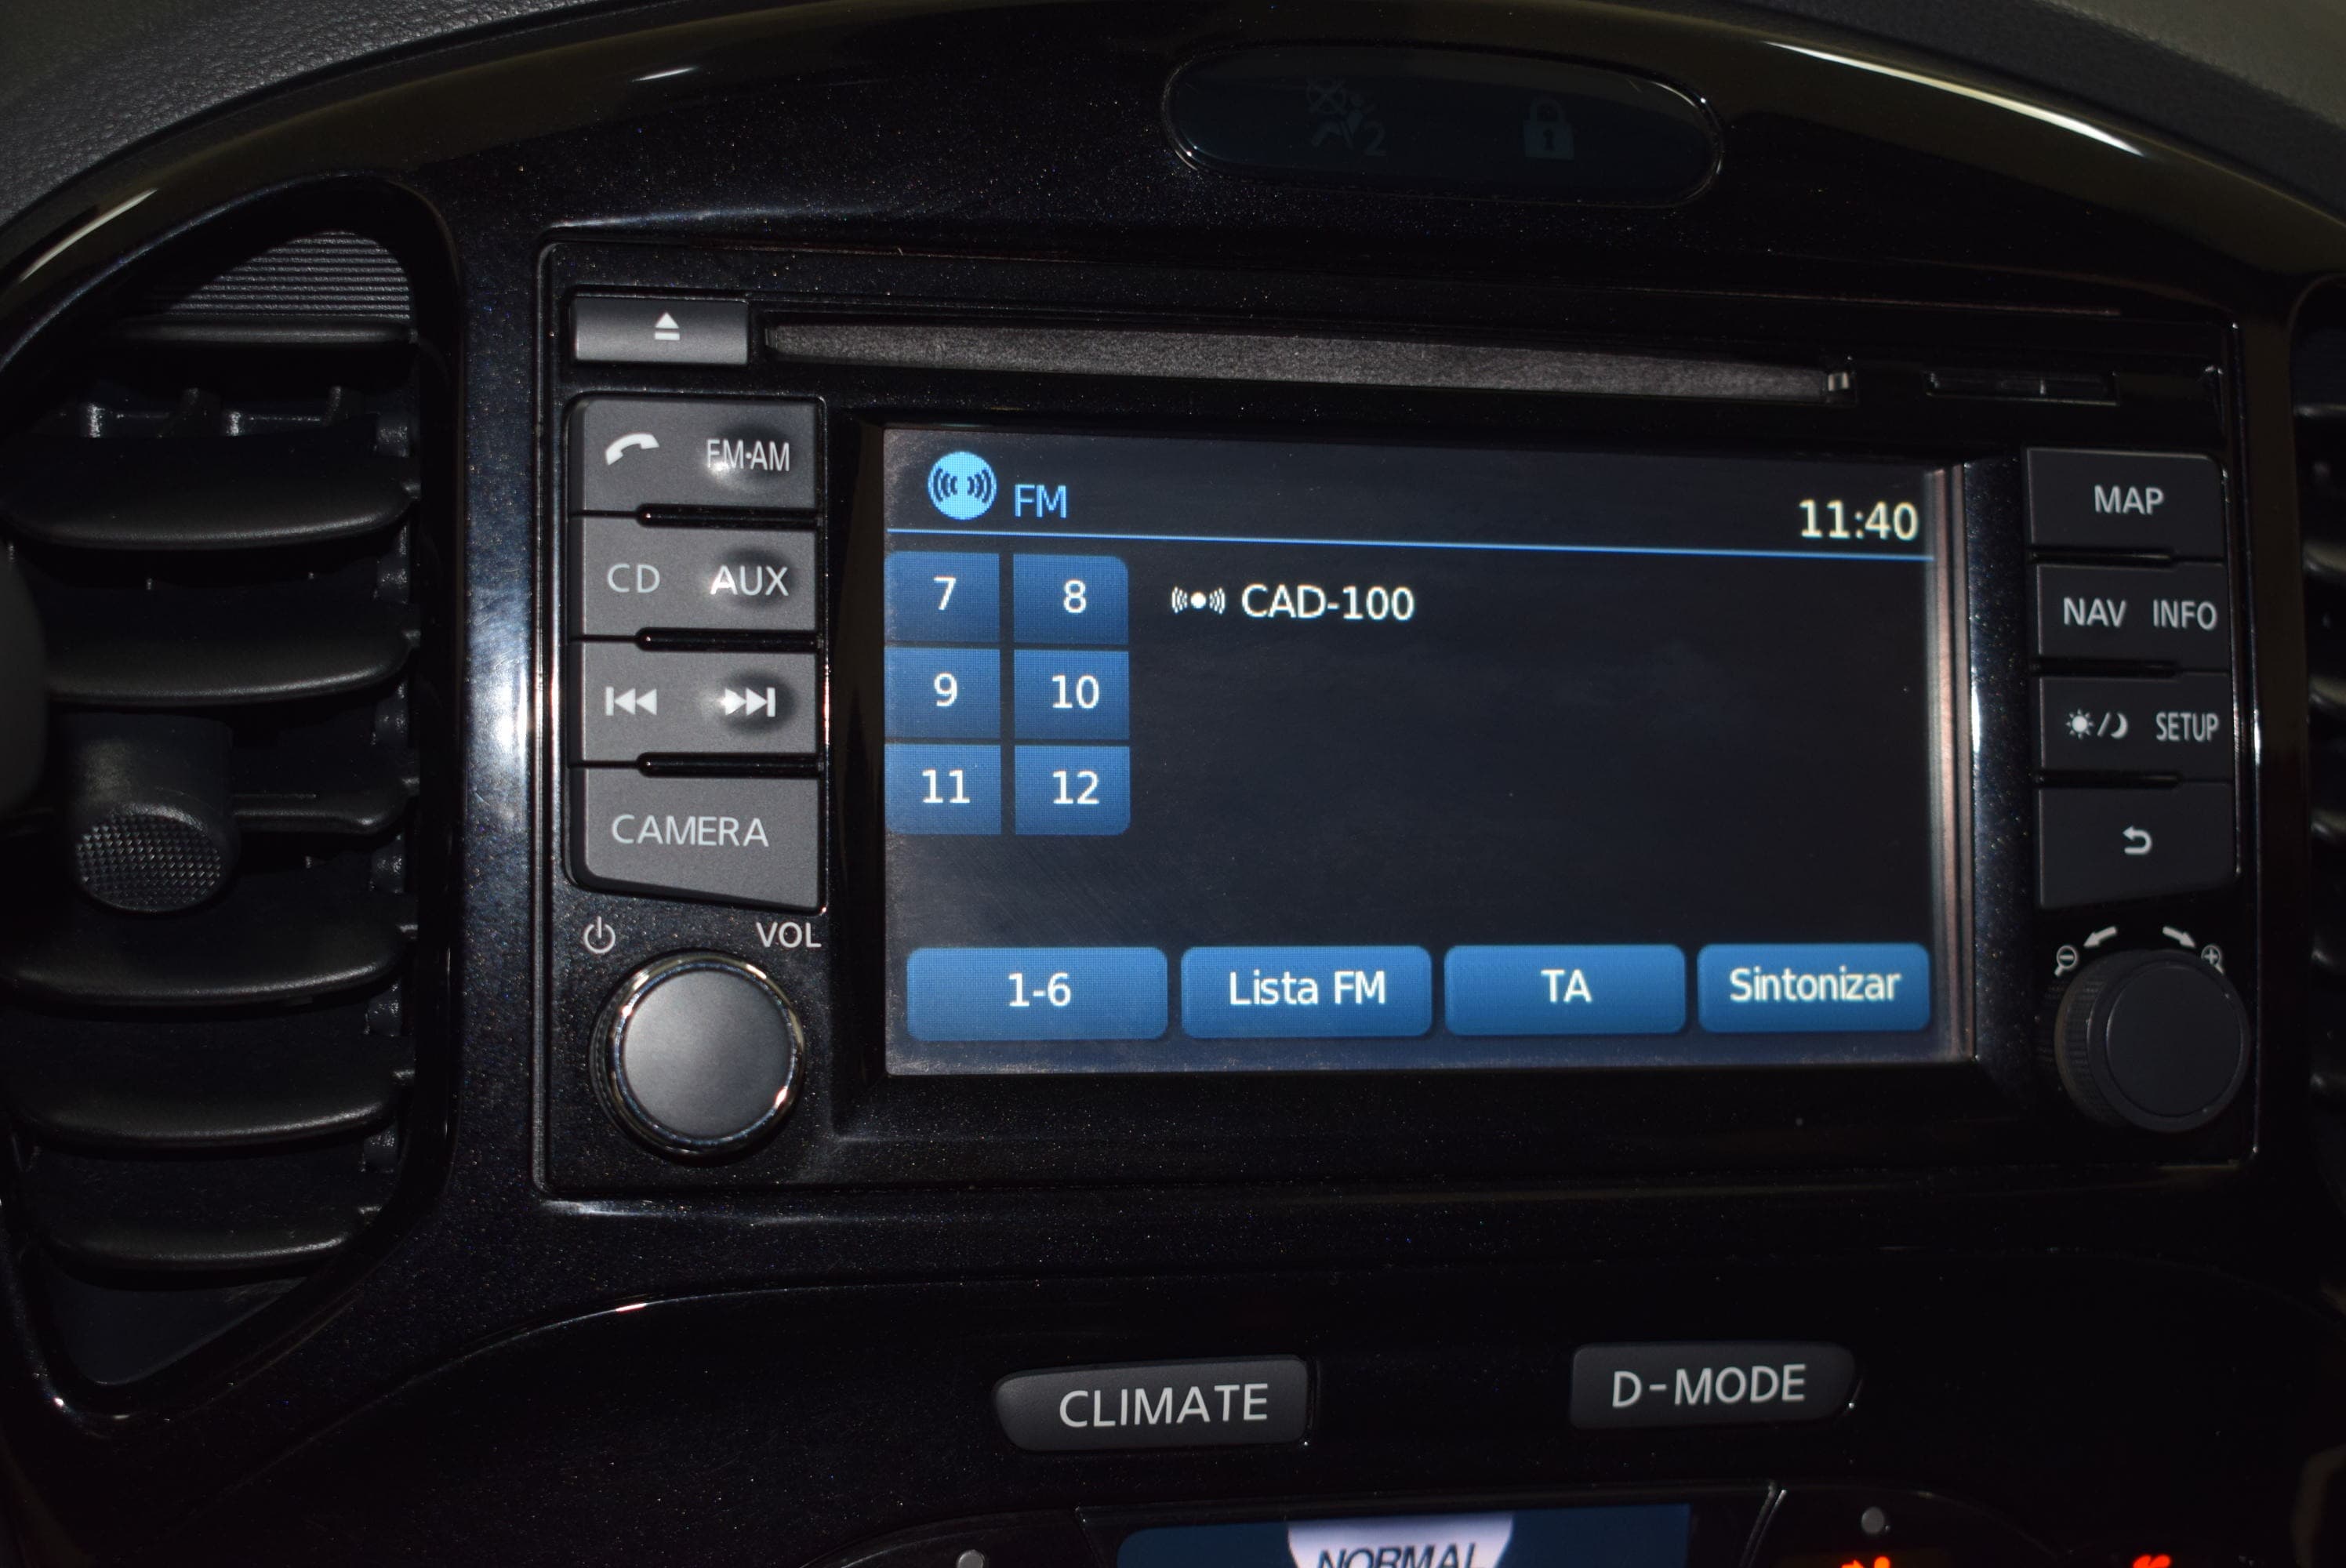 2
FM·AM
CD AUX
CAMERA
VOL
FM 11:40
7 8 CAD-100
9 10
11 12
1-6 Lista FM TA Sintonizar
MAP
NAV INFO
SETUP
CLIMATE D-MODE
NORMAL